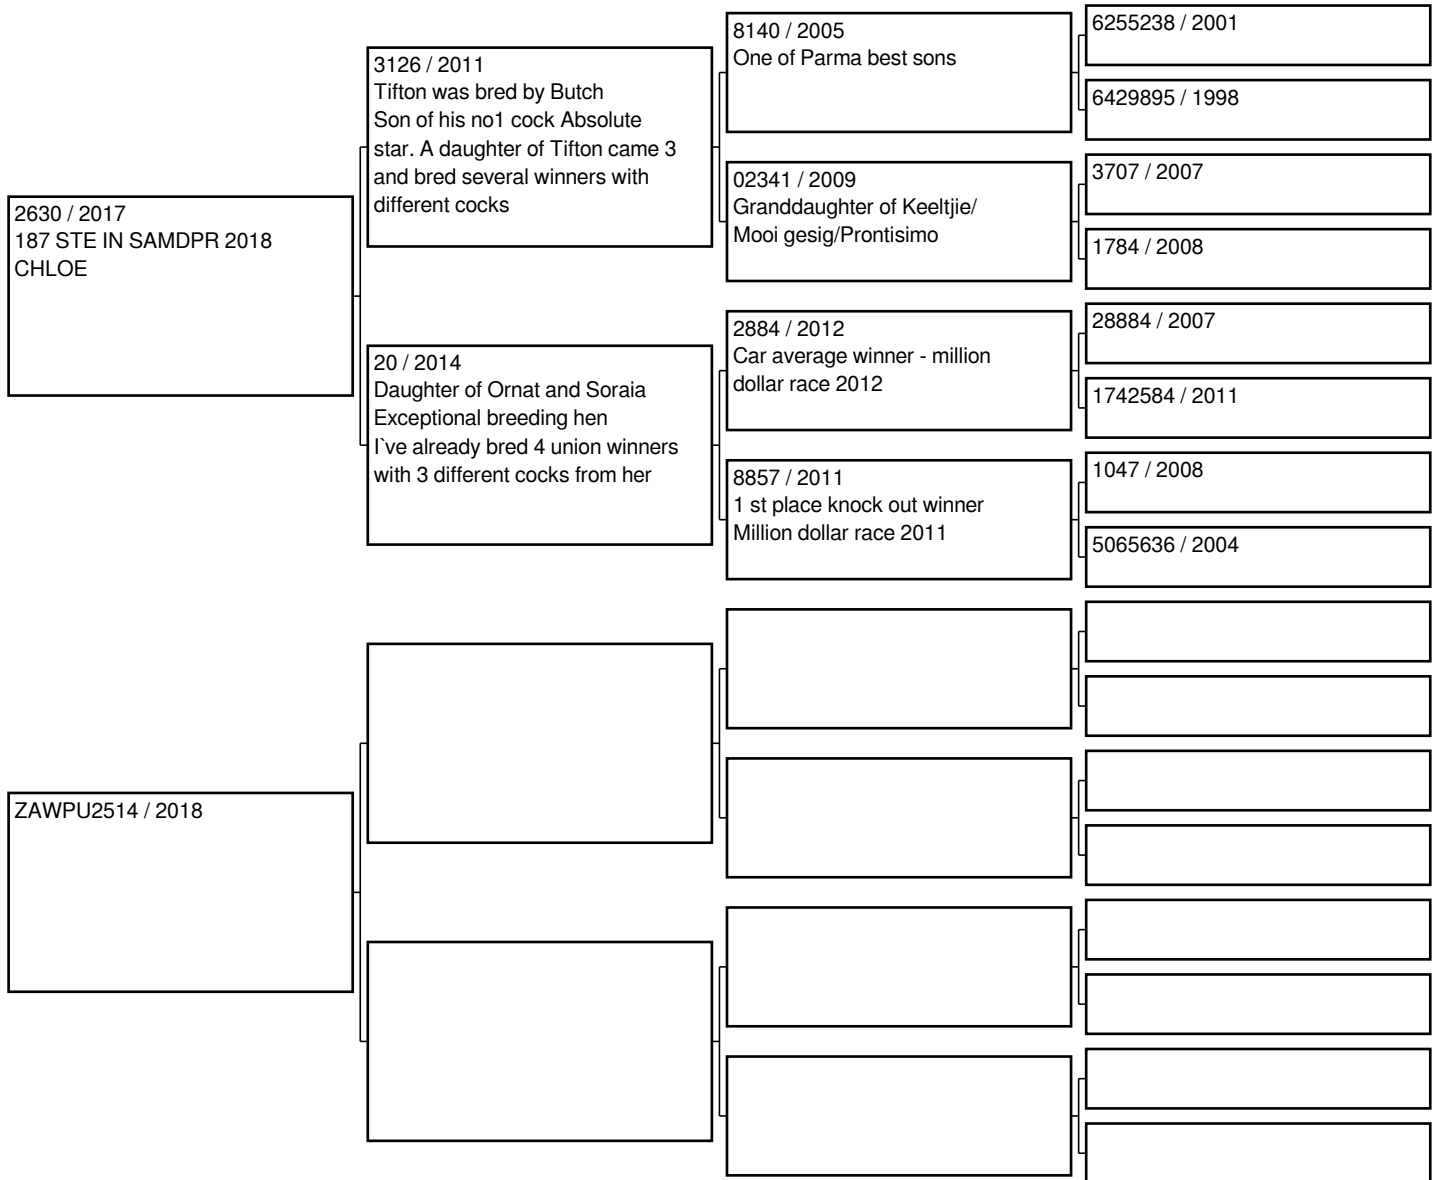 2630 / 2017
187 STE IN SAMDPR 2018
CHLOE
3126 / 2011
Tifton was bred by Butch
Son of his no1 cock Absolute
star. A daughter of Tifton came 3
and bred several winners with
different cocks
20 / 2014
Daughter of Ornat and Soraia
Exceptional breeding hen
I`ve already bred 4 union winners
with 3 different cocks from her
8140 / 2005
One of Parma best sons
02341 / 2009
Granddaughter of Keeltjie/
Mooi gesig/Prontisimo
2884 / 2012
Car average winner - million
dollar race 2012
8857 / 2011
1 st place knock out winner
Million dollar race 2011
6255238 / 2001
6429895 / 1998
3707 / 2007
1784 / 2008
28884 / 2007
1742584 / 2011
1047 / 2008
5065636 / 2004
ZAWPU2514 / 2018